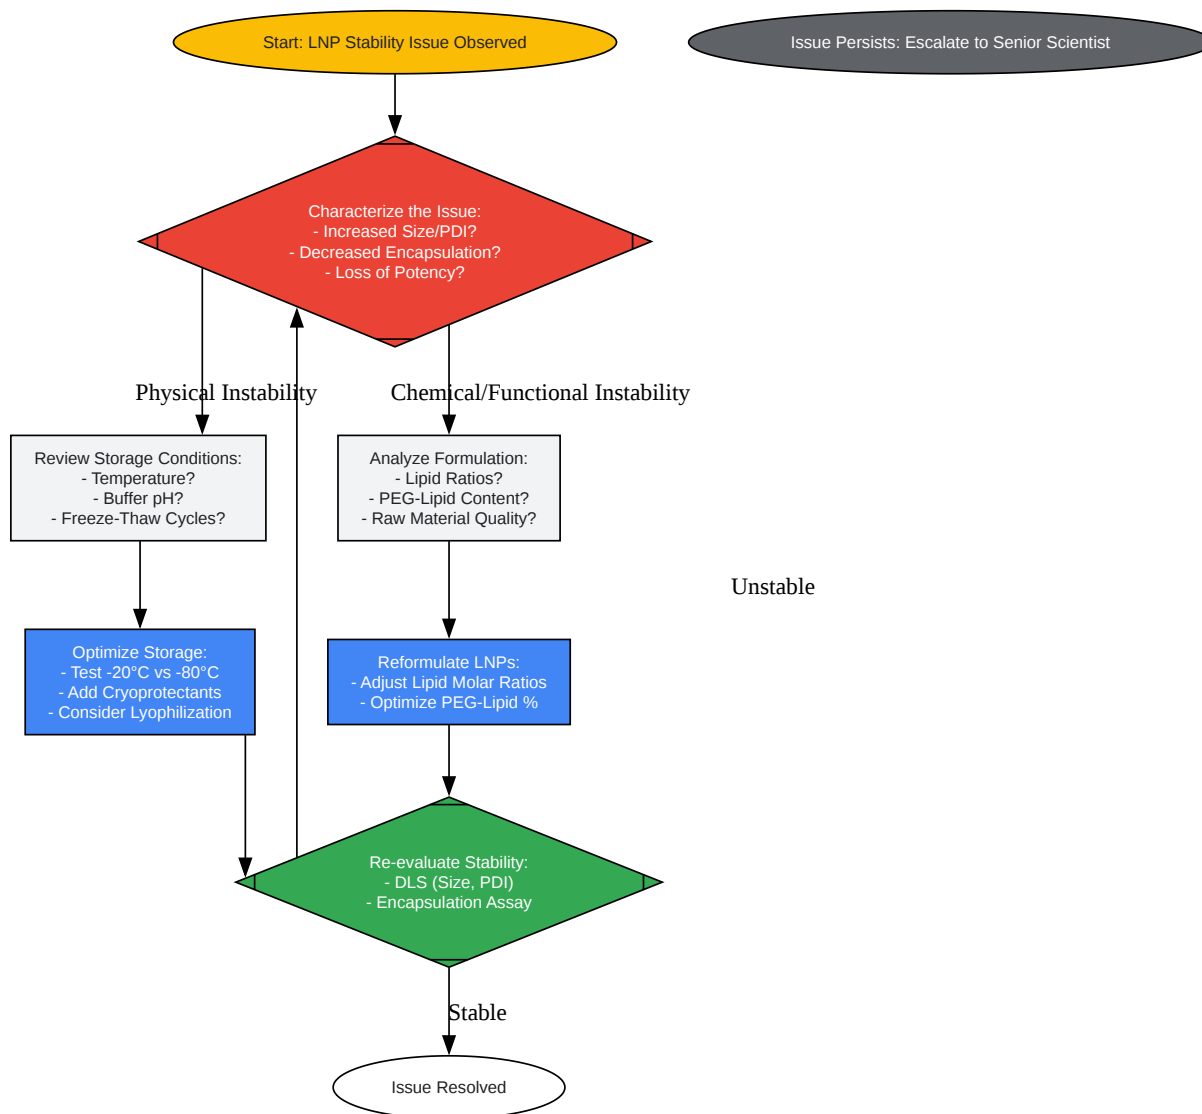 Start: LNP Stability Issue Observed
Issue Persists: Escalate to Senior Scientist
Characterize the Issue:
- Increased Size/PDI?
- Decreased Encapsulation?
- Loss of Potency?
Physical Instability
Chemical/Functional Instability
Review Storage Conditions:
- Temperature?
- Buffer pH?
- Freeze-Thaw Cycles?
Analyze Formulation:
- Lipid Ratios?
- PEG-Lipid Content?
- Raw Material Quality?
Unstable
Optimize Storage:
- Test -20°C vs -80°C
- Add Cryoprotectants
- Consider Lyophilization
Reformulate LNPs:
- Adjust Lipid Molar Ratios
- Optimize PEG-Lipid %
Re-evaluate Stability:
- DLS (Size, PDI)
- Encapsulation Assay
Stable
Issue Resolved